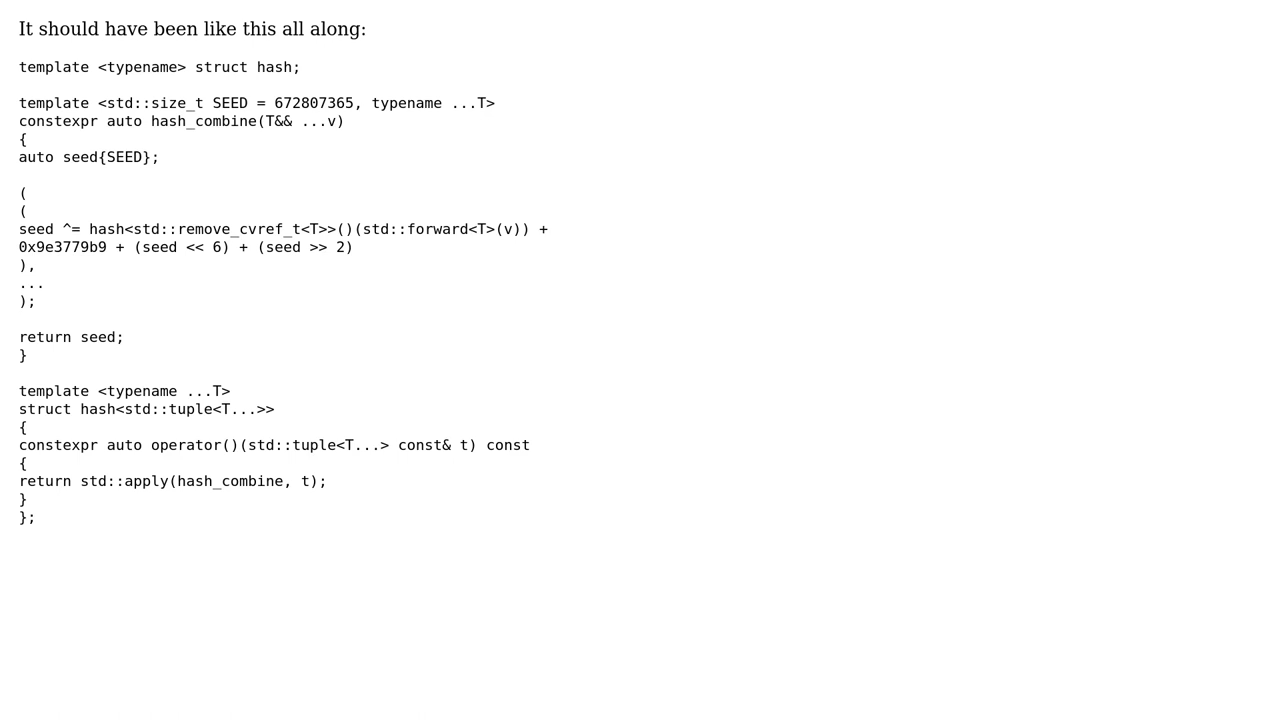 It should have been like this all along:
template <typename> struct hash;
template <std::size_t SEED = 672807365, typename ...T>
constexpr auto hash_combine(T&& ...v)
{
auto seed{SEED};
(
(
seed ^= hash<std::remove_cvref_t<T>>()(std::forward<T>(v)) +
0x9e3779b9 + (seed << 6) + (seed >> 2)
),
...
);
return seed;
}
template <typename ...T>
struct hash<std::tuple<T...>>
{
constexpr auto operator()(std::tuple<T...> const& t) const
{
return std::apply(hash_combine, t);
}
};